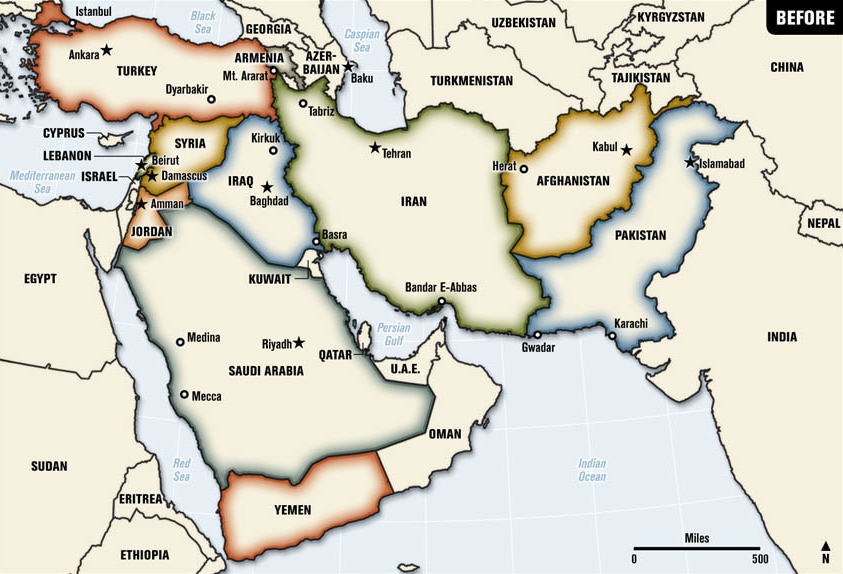 BEFORE
Istanbul
Black
Sea
GEORGIA
Caspian
Sea
UZBEKISTAN
KYRGYZSTAN
Ankara
TURKEY
ARMENIA
Mt. Ararat
AZER-
BAIJAN
Baku
TURKMENISTAN
TAJIKISTAN
CHINA
Dyarbakir
Tabriz
CYPRUS
LEBANON
SYRIA
Kirkuk
Tehran
Kabul
Islamabad
Mediterranean
Sea
ISRAEL
Beirut
Damascus
IRAQ
Baghdad
Herat
AFGHANISTAN
Amman
JORDAN
IRAN
NEPAL
Basra
PAKISTAN
EGYPT
KUWAIT
Bandar E-Abbas
Medina
Riyadh
Persian
Gulf
Gwadar
Karachi
INDIA
QATAR
SAUDI ARABIA
U.A.E.
Mecca
OMAN
SUDAN
Red
Sea
Indian
Ocean
ERITREA
YEMEN
ETHIOPIA
Miles
0
500
N